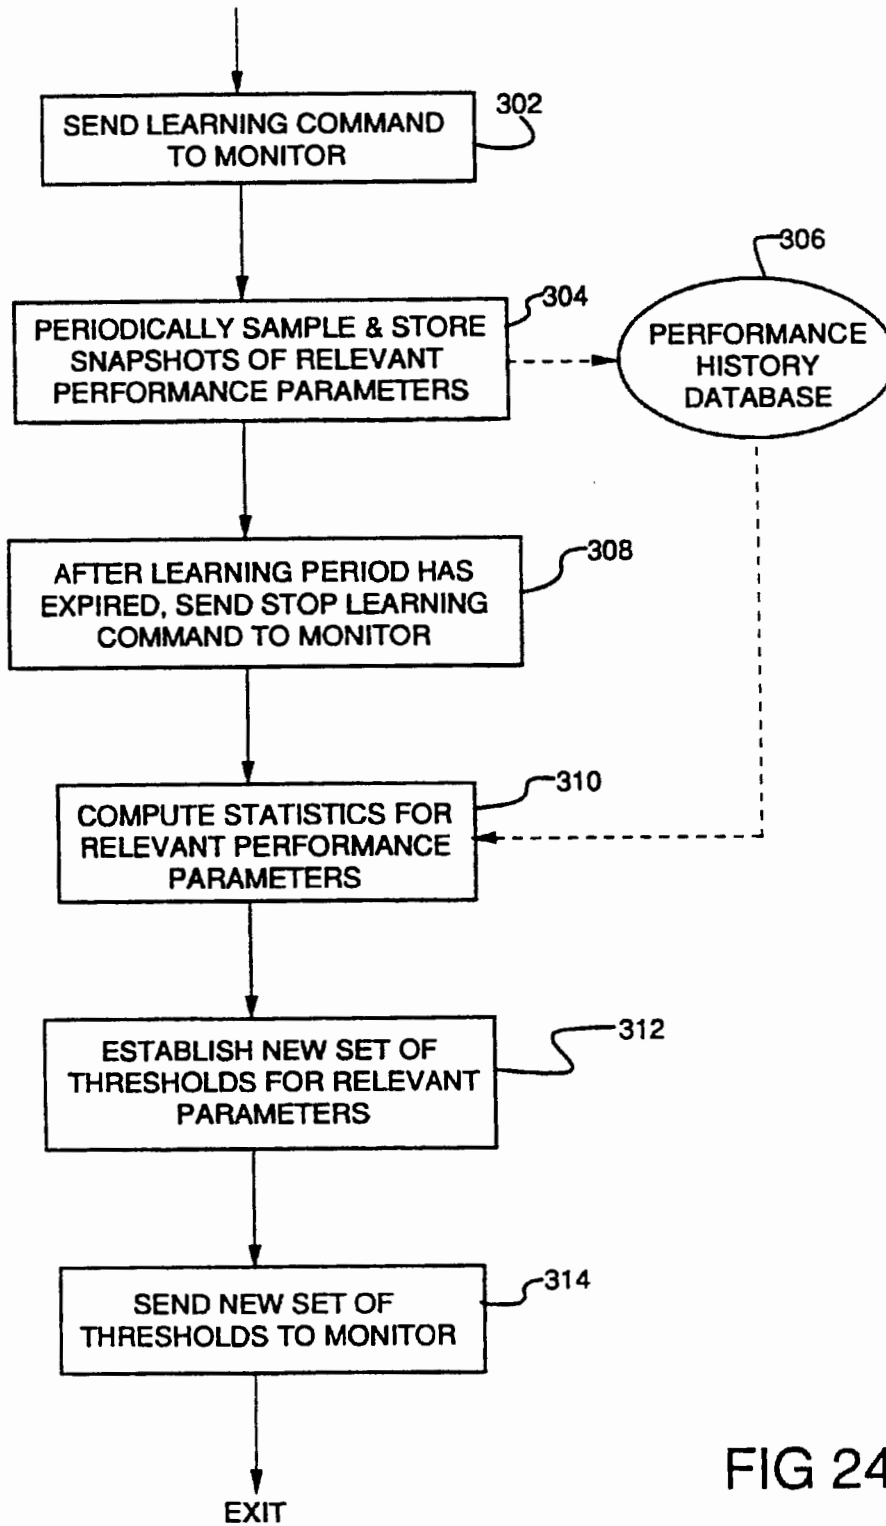 SEND LEARNING COMMAND
TO MONITOR
302
PERIODICALLY SAMPLE & STORE
SNAPSHOTS OF RELEVANT
PERFORMANCE PARAMETERS
304
306
PERFORMANCE
HISTORY
DATABASE
AFTER LEARNING PERIOD HAS
EXPIRED, SEND STOP LEARNING
COMMAND TO MONITOR
308
COMPUTE STATISTICS FOR
RELEVANT PERFORMANCE
PARAMETERS
310
ESTABLISH NEW SET OF
THRESHOLDS FOR RELEVANT
PARAMETERS
312
SEND NEW SET OF
THRESHOLDS TO MONITOR
314
EXIT
FIG 24